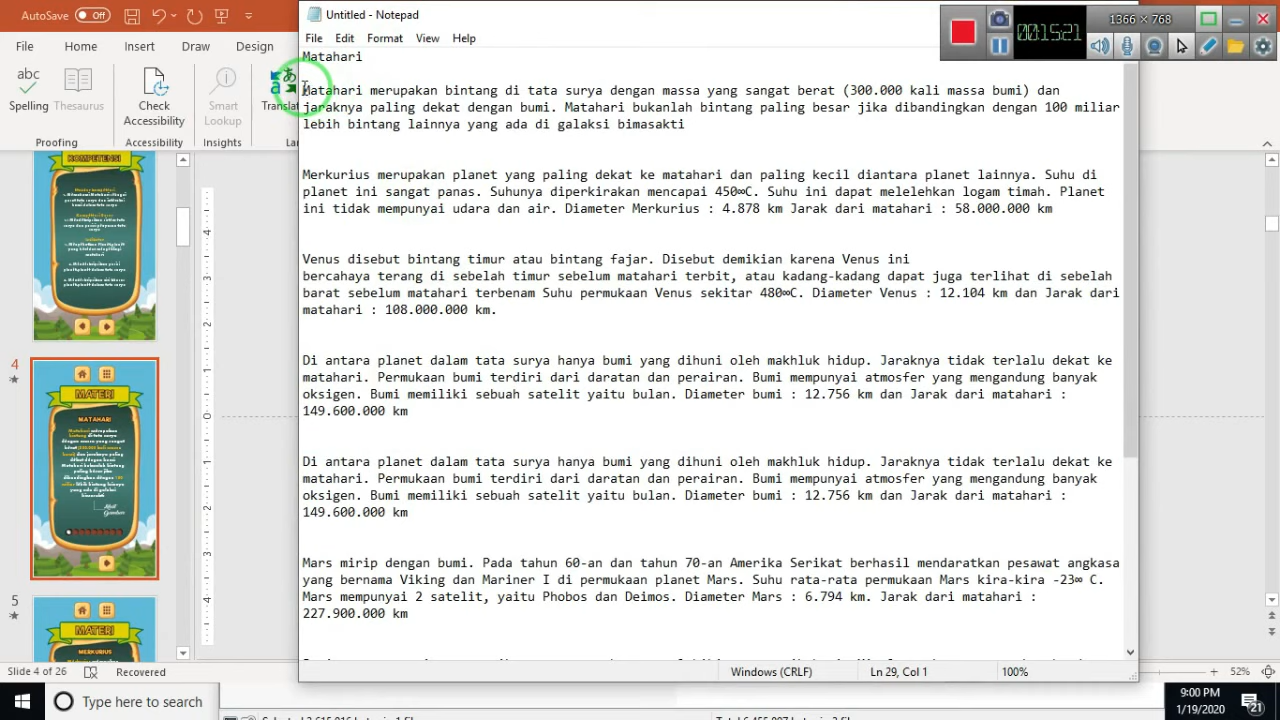 AutoSave
Off
Untitled - Notepad
1366 × 768
00:15:21
File Home Insert Draw Design
File Edit Format View Help
abc
Spelling Thesaurus
Check
Accessibility
Smart
Lookup
Translat
Proofing
Accessibility
Insights
La
Matahari
Matahari merupakan bintang di tata surya dengan massa yang sangat berat (300.000 kali massa bumi) dan
jaraknya paling dekat dengan bumi. Matahari bukanlah bintang paling besar jika dibandingkan dengan 100 miliar
lebih bintang lainnya yang ada di galaksi bimasakti
Merkurius merupakan planet yang paling dekat ke matahari dan paling kecil diantara planet lainnya. Suhu di
planet ini sangat panas. Suhunya diperkirakan mencapai 450∞C. Suhu ini dapat melelehkan logam timah. Planet
ini tidak mempunyai udara dan air. Diameter Merkurius : 4.878 km Jarak dari matahari : 58.000.000 km
Venus disebut bintang timur atau bintang fajar. Disebut demikian karena Venus ini
bercahaya terang di sebelah timur sebelum matahari terbit, atau kadang-kadang dapat juga terlihat di sebelah
barat sebelum matahari terbenam Suhu permukaan Venus sekitar 480∞C. Diameter Venus : 12.104 km dan Jarak dari
matahari : 108.000.000 km.
Di antara planet dalam tata surya hanya bumi yang dihuni oleh makhluk hidup. Jaraknya tidak terlalu dekat ke
matahari. Permukaan bumi terdiri dari daratan dan perairan. Bumi mempunyai atmosfer yang mengandung banyak
oksigen. Bumi memiliki sebuah satelit yaitu bulan. Diameter bumi : 12.756 km dan Jarak dari matahari :
149.600.000 km
Di antara planet dalam tata surya hanya bumi yang dihuni oleh makhluk hidup. Jaraknya tidak terlalu dekat ke
matahari. Permukaan bumi terdiri dari daratan dan perairan. Bumi mempunyai atmosfer yang mengandung banyak
oksigen. Bumi memiliki sebuah satelit yaitu bulan. Diameter bumi : 12.756 km dan Jarak dari matahari :
149.600.000 km
Mars mirip dengan bumi. Pada tahun 60-an dan tahun 70-an Amerika Serikat berhasil mendaratkan pesawat angkasa
yang bernama Viking dan Mariner I di permukaan planet Mars. Suhu rata-rata permukaan Mars kira-kira -23∞ C.
Mars mempunyai 2 satelit, yaitu Phobos dan Deimos. Diameter Mars : 6.794 km. Jarak dari matahari :
227.900.000 km
Windows (CRLF) Ln 29, Col 1 100%
KOMPETENSI
4
MATERI
MATAHARI
5
MATERI
MERKURIUS
Slide 4 of 26 Recovered
52%
Type here to search
9:00 PM
1/19/2020
21